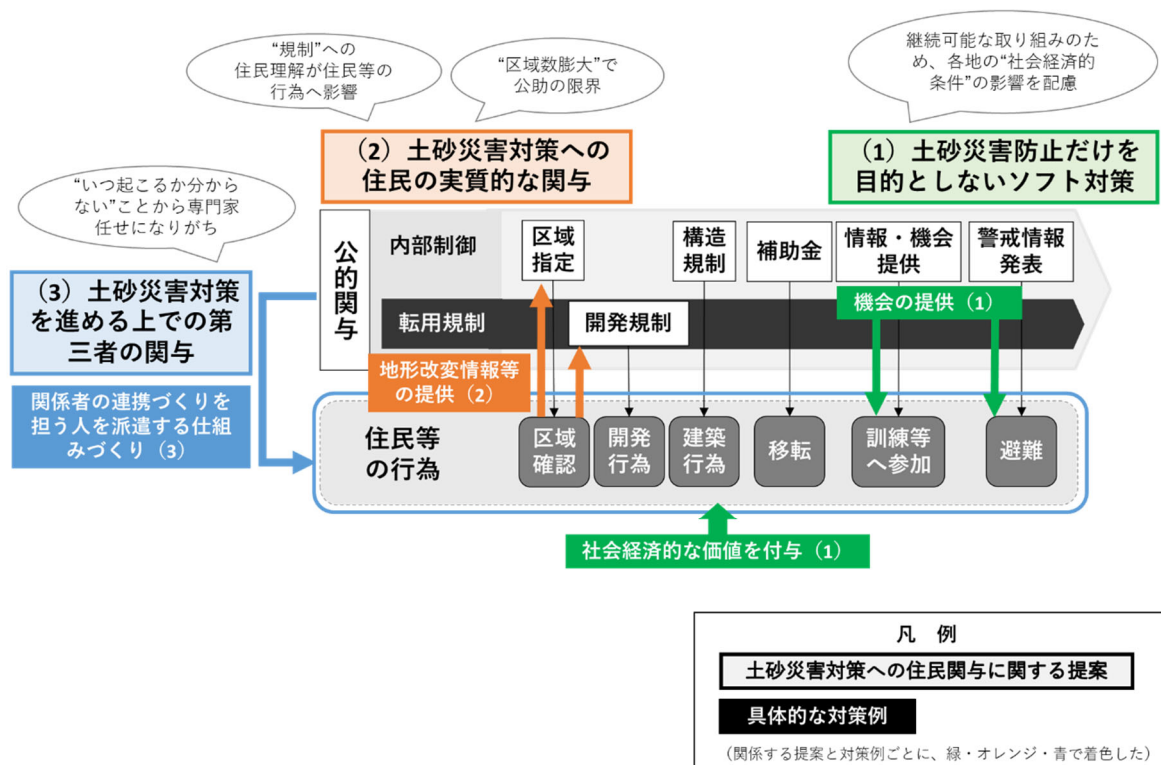 “規制”への
住民理解が住民等の
行為へ影響
“区域数膨大”で
公助の限界
継続可能な取り組みのた
め、各地の“社会経済的
条件”の影響を配慮
（2）土砂災害対策への
住民の実質的な関与
（1）土砂災害防止だけを
目的としないソフト対策
“いつ起こるか分から
ない”ことから専門家
任せになりがち
（3）土砂災害対策
を進める上での第
三者の関与
関係者の連携づくりを
担う人を派遣する仕組
みづくり（3）
公的関与
内部制御
区域
指定
構造
規制
補助金
情報・機会
提供
警戒情報
発表
転用規制
開発規制
機会の提供（1）
地形改変情報等
の提供（2）
住民等
の行為
区域
確認
開発
行為
建築
行為
移転
訓練等
へ参加
避難
社会経済的な価値を付与（1）
凡　例
土砂災害対策への住民関与に関する提案
具体的な対策例
（関係する提案と対策例ごとに、緑・オレンジ・青で着色した）